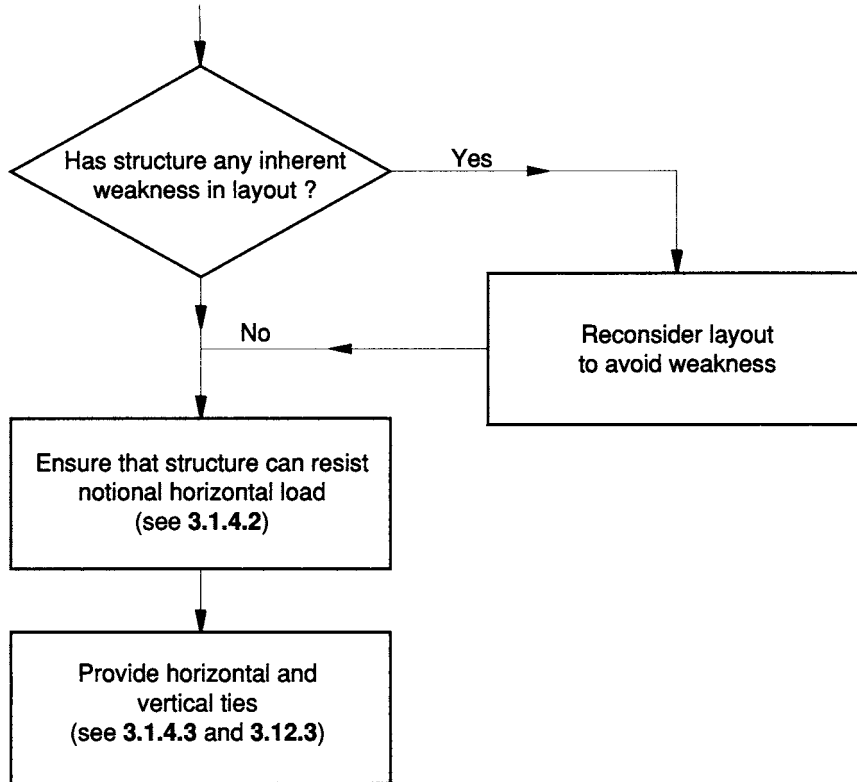 Has structure any inherent
weakness in layout ?
Yes
No
Reconsider layout
to avoid weakness
Ensure that structure can resist
notional horizontal load
(see 3.1.4.2)
Provide horizontal and
vertical ties
(see 3.1.4.3 and 3.12.3)